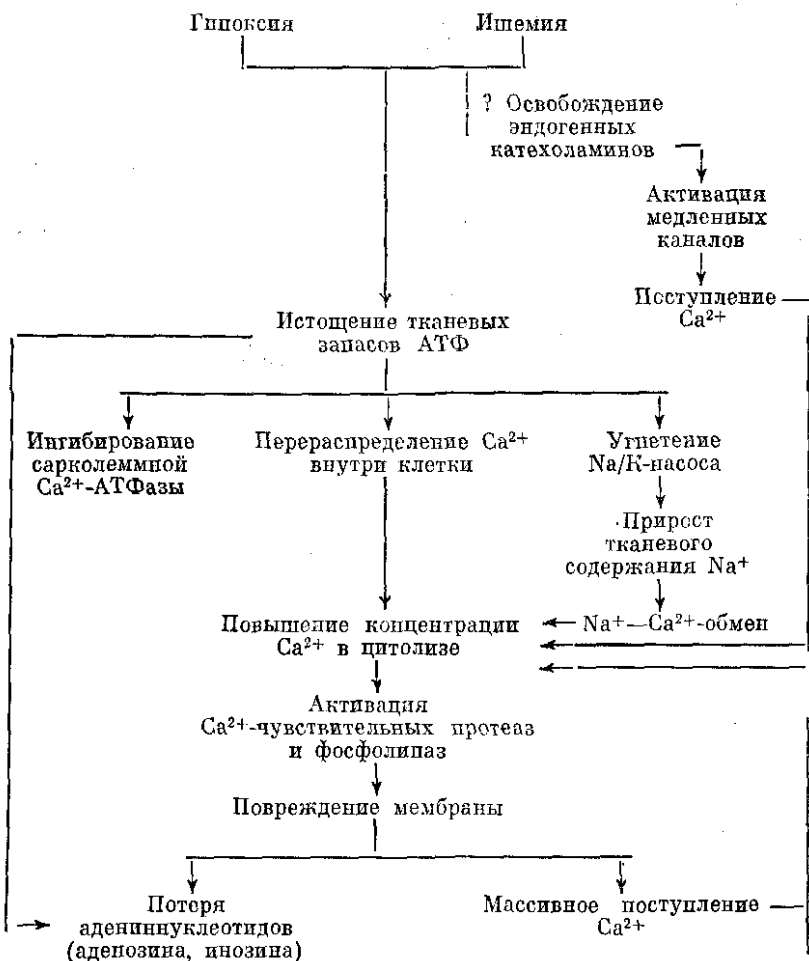 Гипоксия
Ишемия
? Освобождение
эндогенных
катехоламинов
Активация
медленных
каналов
Поступление
Ca²⁺
Истощение тканевых
запасов АТФ
Ингибирование
сарколеммной
Ca²⁺-АТФазы
Перераспределение Ca²⁺
внутри клетки
Угнетение
Na/K-насоса
Прирост
тканевого
содержания Na⁺
Na⁺—Ca²⁺-обмен
Повышение концентрации
Ca²⁺ в цитолизе
Активация
Ca²⁺-чувствительных протеаз
и фосфолипаз
Повреждение мембраны
Потеря
адениннуклеотидов
(аденозина, инозина)
Массивное поступление
Ca²⁺